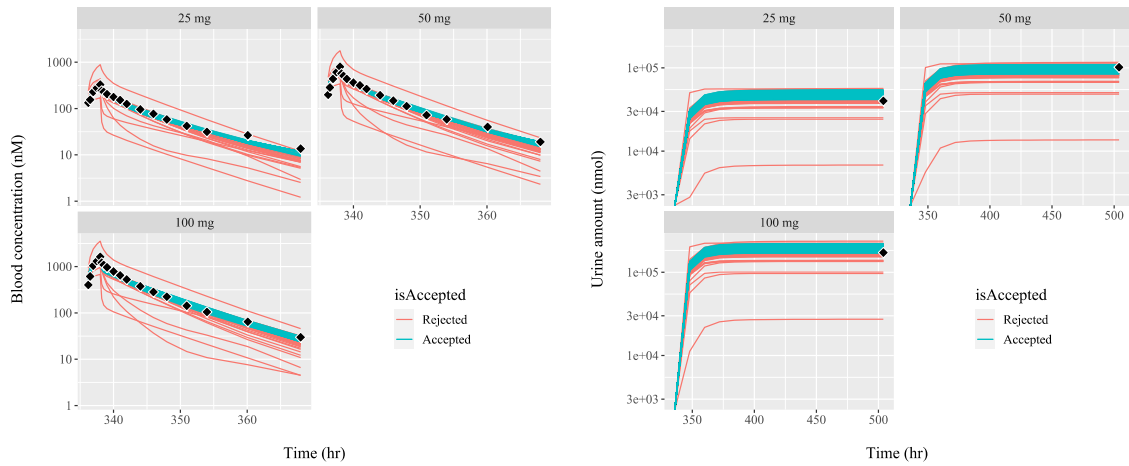 25 mg
50 mg
1000
100
10
1
340
350
360
100 mg
1000
100
10
1
340
350
360
Blood concentration (nM)
Time (hr)
isAccepted
Rejected
Accepted
25 mg
50 mg
1e+05
3e+04
1e+04
3e+03
350
400
450
500
100 mg
1e+05
3e+04
1e+04
3e+03
350
400
450
500
Urine amount (nmol)
Time (hr)
isAccepted
Rejected
Accepted